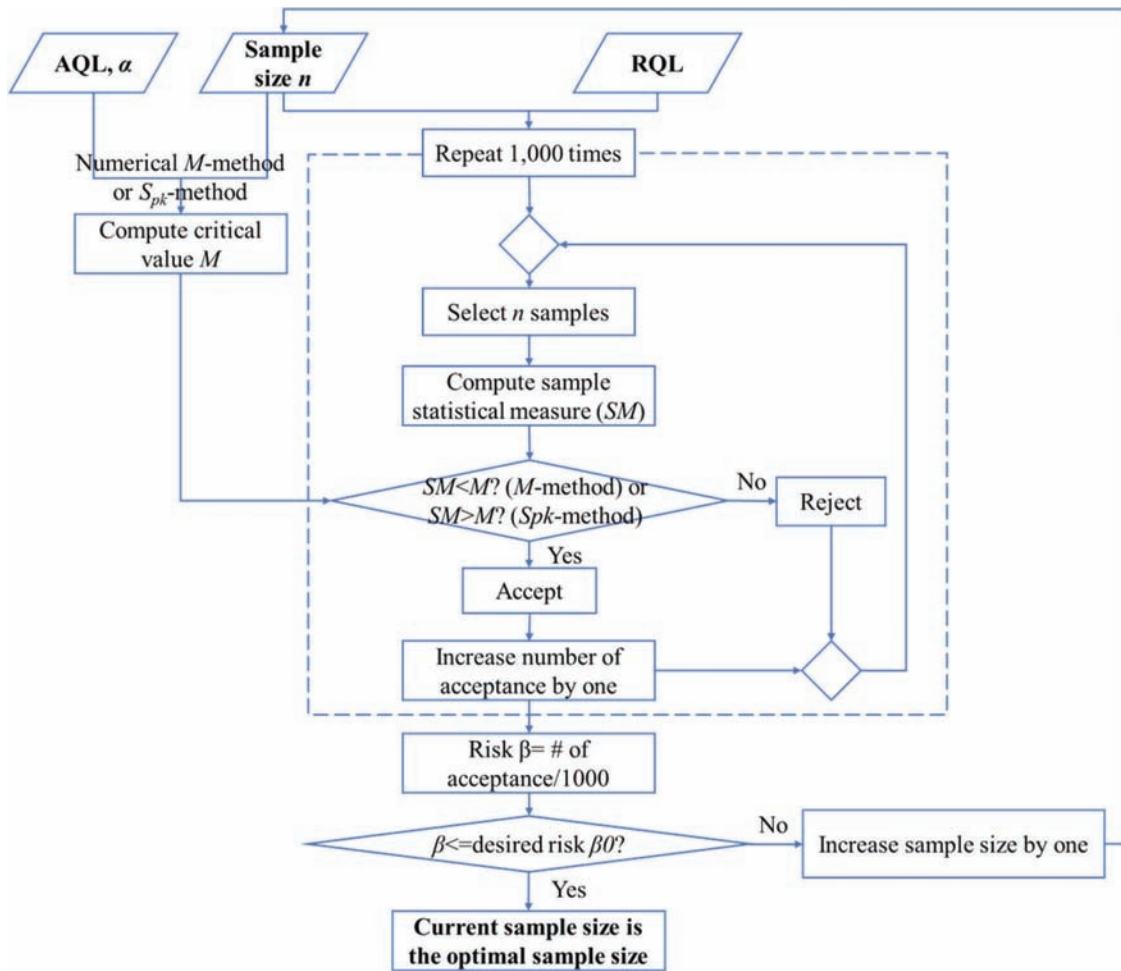 AQL, α
Sample
size n
RQL
Numerical M-method
or Spk-method
Compute critical
value M
Repeat 1,000 times
Select n samples
Compute sample
statistical measure (SM)
SM<M? (M-method) or
SM>M? (Spk-method)
No
Reject
Yes
Accept
Increase number of
acceptance by one
Risk β= # of
acceptance/1000
β<=desired risk β0?
No
Increase sample size by one
Yes
Current sample size is
the optimal sample size